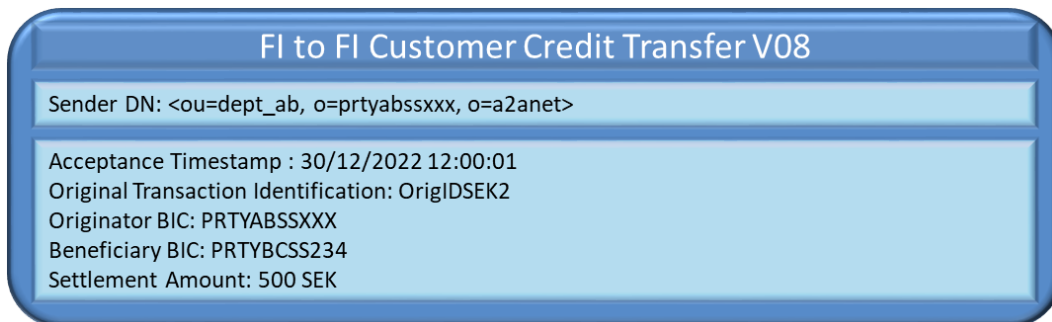 FI to FI Customer Credit Transfer V08
Sender DN: <ou=dept_ab, o=prtyabssxxx, o=a2anet>
Acceptance Timestamp : 30/12/2022 12:00:01
Original Transaction Identification: OrigIDSEK2
Originator BIC: PRTYABSSXXX
Beneficiary BIC: PRTYBCSS234
Settlement Amount: 500 SEK